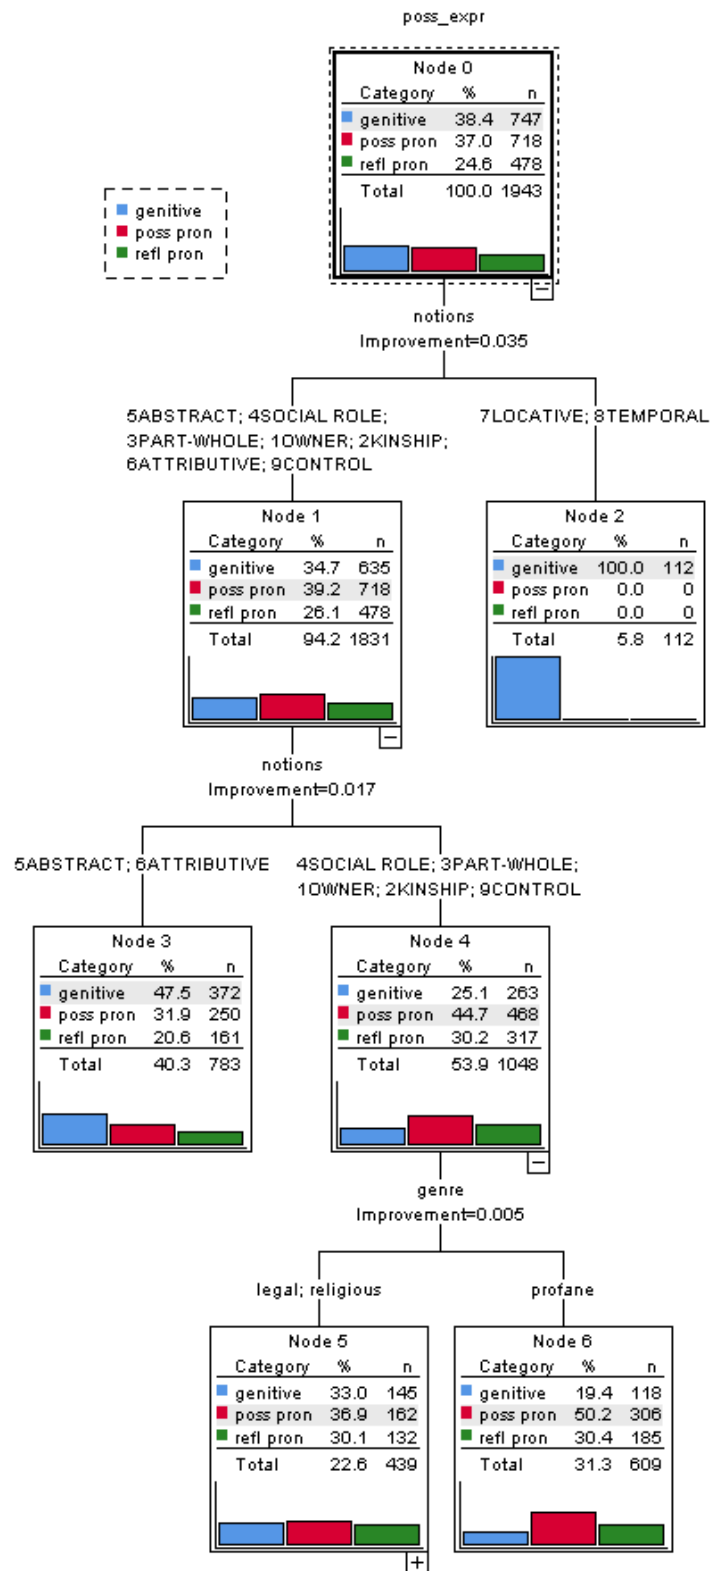 poss_expr
Node 0
Category % n
genitive 38.4 747
poss pron 37.0 718
refl pron 24.6 478
Total 100.0 1943
genitive
poss pron
refl pron
notions
Improvement=0.035
5ABSTRACT; 4SOCIAL ROLE;
3PART-WHOLE; 1OWNER; 2KINSHIP;
6ATTRIBUTIVE; 9CONTROL
7LOCATIVE; 8TEMPORAL
Node 1
Category % n
genitive 34.7 635
poss pron 39.2 718
refl pron 26.1 478
Total 94.2 1831
Node 2
Category % n
genitive 100.0 112
poss pron 0.0 0
refl pron 0.0 0
Total 5.8 112
notions
Improvement=0.017
5ABSTRACT; 6ATTRIBUTIVE
4SOCIAL ROLE; 3PART-WHOLE;
1OWNER; 2KINSHIP; 9CONTROL
Node 3
Category % n
genitive 47.5 372
poss pron 31.9 250
refl pron 20.6 161
Total 40.3 783
Node 4
Category % n
genitive 25.1 263
poss pron 44.7 468
refl pron 30.2 317
Total 53.9 1048
genre
Improvement=0.005
legal; religious
profane
Node 5
Category % n
genitive 33.0 145
poss pron 36.9 162
refl pron 30.1 132
Total 22.6 439
Node 6
Category % n
genitive 19.4 118
poss pron 50.2 306
refl pron 30.4 185
Total 31.3 609